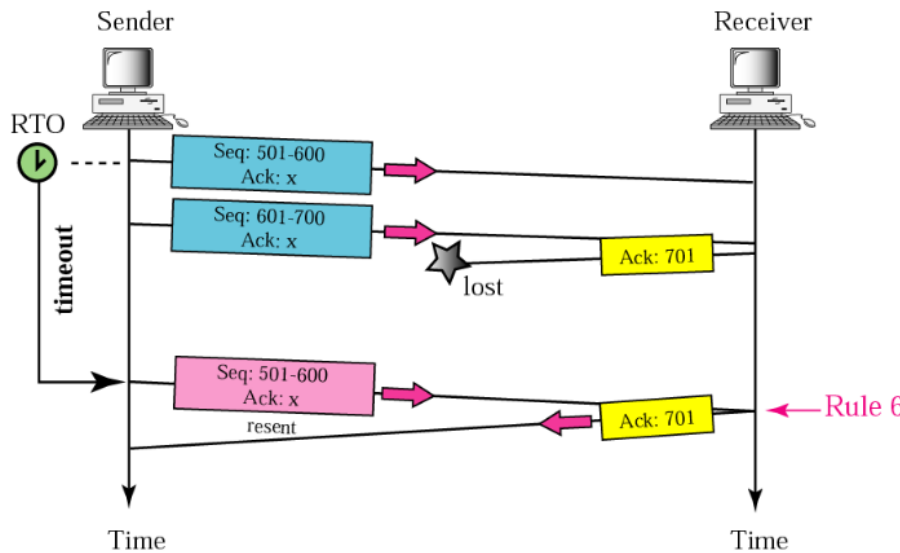 Sender
Receiver
RTO
Seq: 501-600
Ack: x
Seq: 601-700
Ack: x
Ack: 701
lost
timeout
Seq: 501-600
Ack: x
resent
Ack: 701
Rule 6
Time
Time